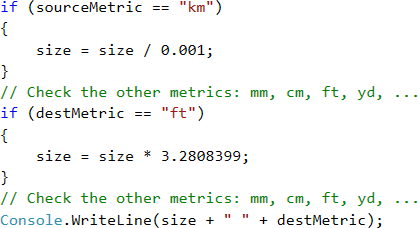 if (sourceMetric == "km")
{
    size = size / 0.001;
}
// Check the other metrics: mm, cm, ft, yd, ...
if (destMetric == "ft")
{
    size = size * 3.2808399;
}
// Check the other metrics: mm, cm, ft, yd, ...
Console.WriteLine(size + " " + destMetric);